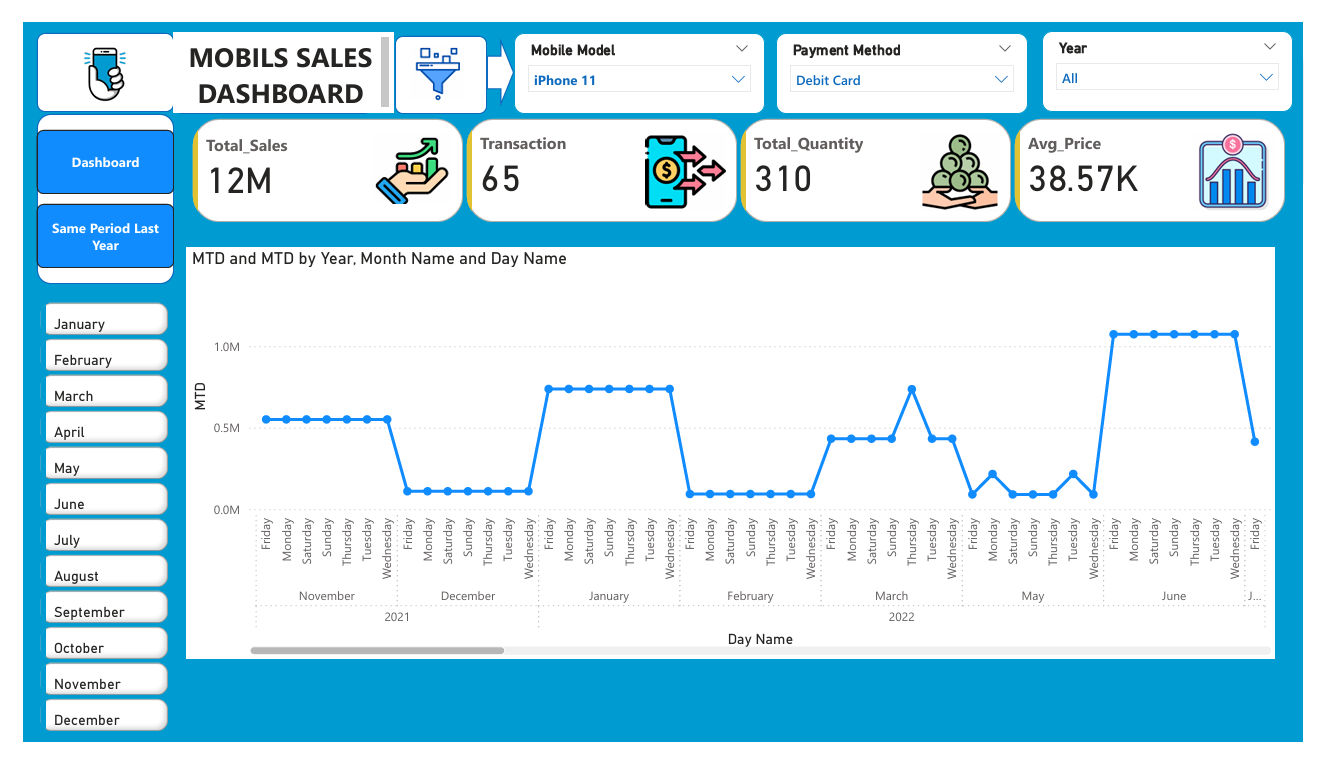 MOBILS SALES
DASHBOARD
Mobile Model
iPhone 11
Payment Method
Debit Card
Year
All
Dashboard
Same Period Last
Year
Total_Sales
12M
Transaction
65
Total_Quantity
310
Avg_Price
38.57K
January
February
March
April
May
June
July
August
September
October
November
December
MTD and MTD by Year, Month Name and Day Name
MTD
1.0M
0.5M
0.0M
Friday Monday Saturday Sunday Thursday Tuesday Wednesday Friday Monday Saturday Sunday Thursday Tuesday Wednesday Friday Monday Saturday Sunday Thursday Tuesday Wednesday Friday Monday Saturday Sunday Thursday Tuesday Wednesday Friday Monday Saturday Sunday Thursday Tuesday Wednesday Friday Monday Saturday Sunday Thursday Tuesday Wednesday Friday Monday Saturday Sunday Thursday Tuesday Wednesday Friday
November December January February March May June J...
2021 2022
Day Name